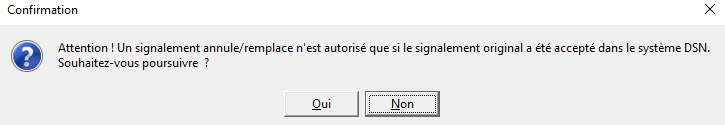 Confirmation
Attention ! Un signalement annule/remplace n'est autorisé que si le signalement original a été accepté dans le système DSN.
Souhaitez-vous poursuivre ?
Oui
Non